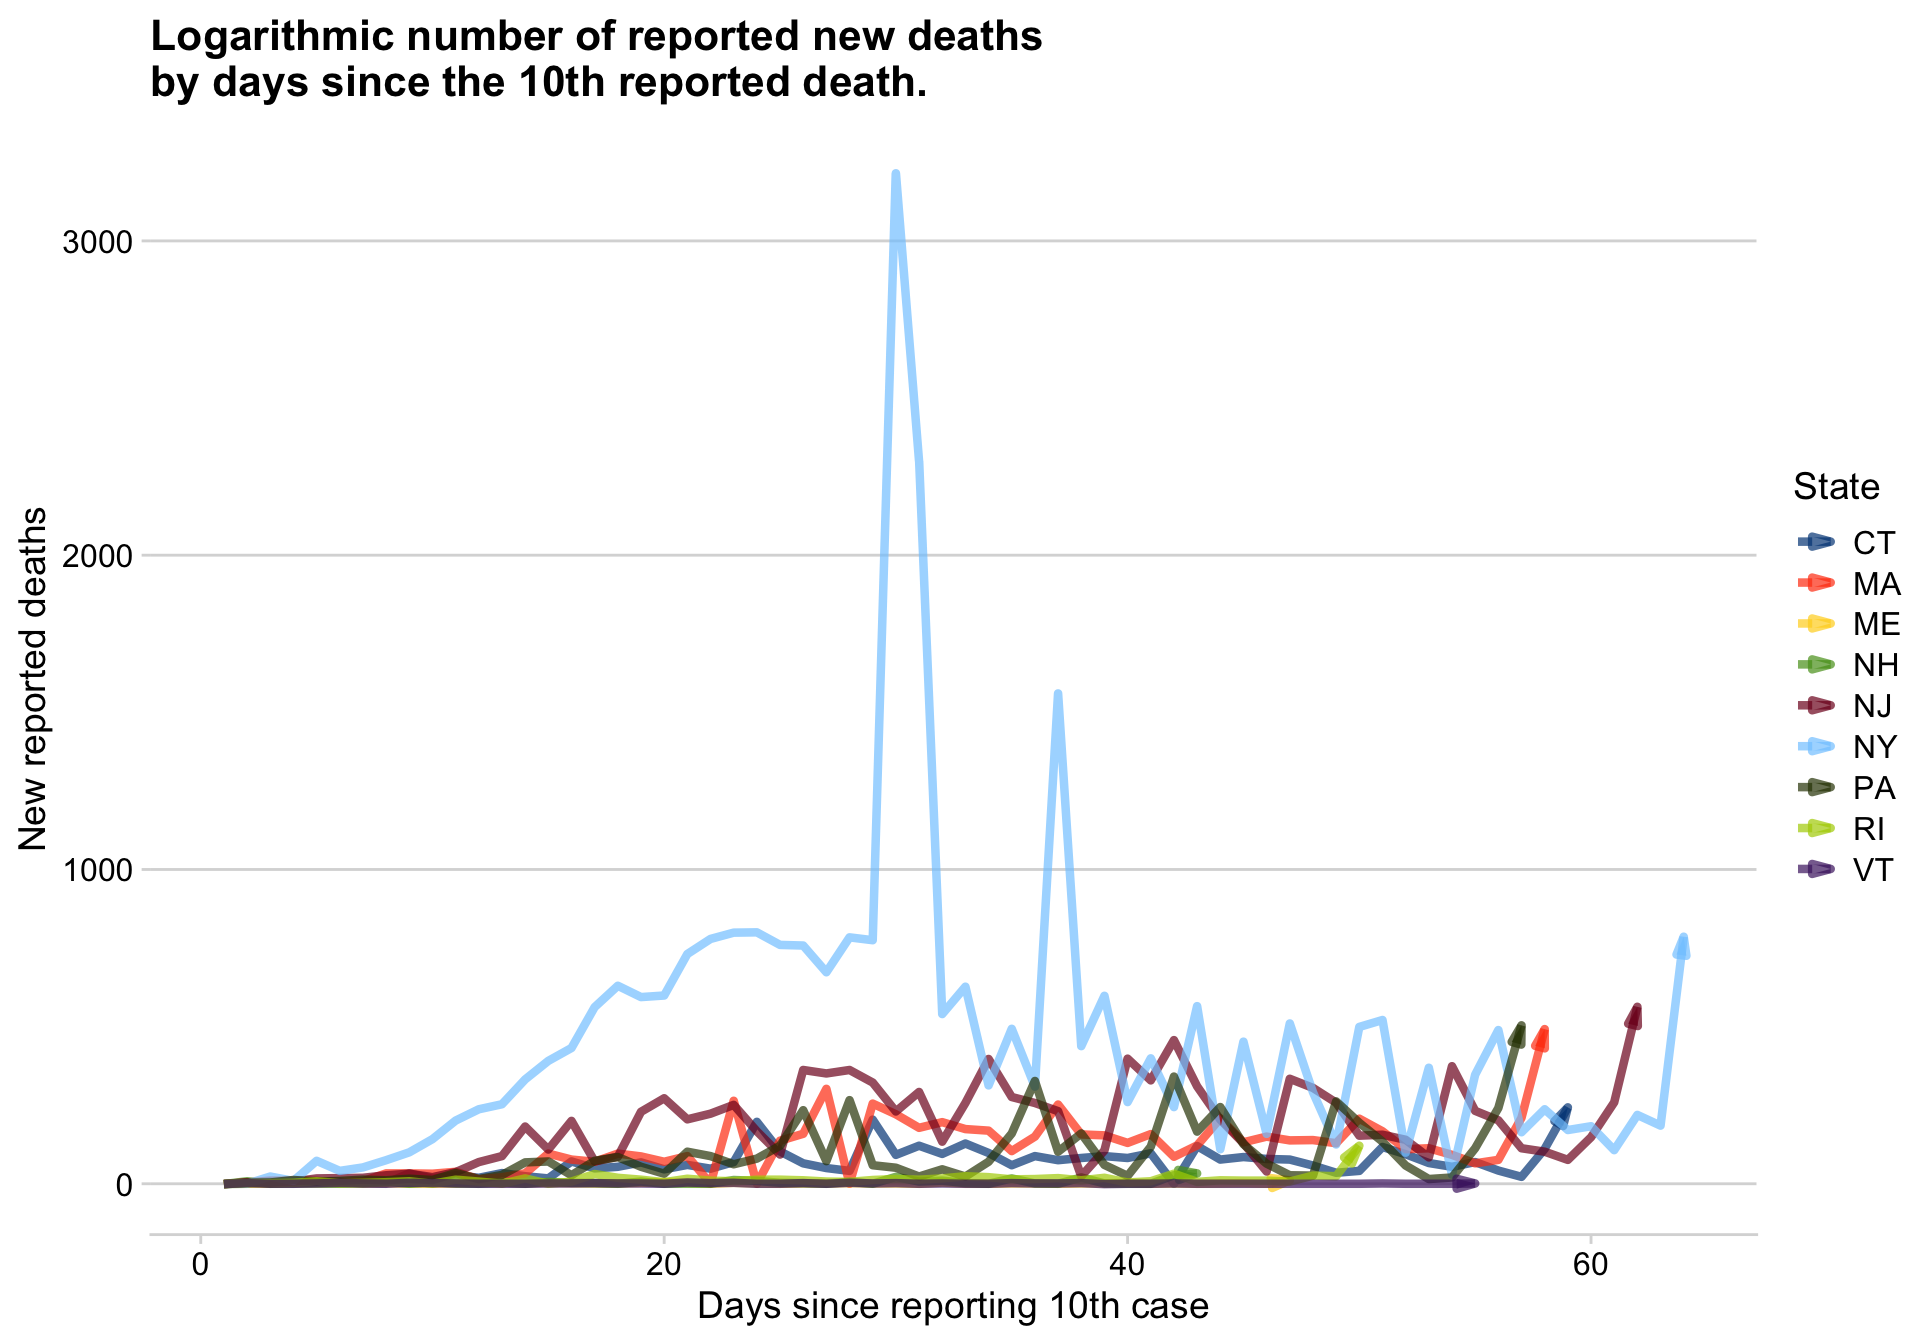 Logarithmic number of reported new deaths
by days since the 10th reported death.
3000
2000
1000
0
New reported deaths
0
20
40
60
Days since reporting 10th case
State
CT
MA
ME
NH
NJ
NY
PA
RI
VT